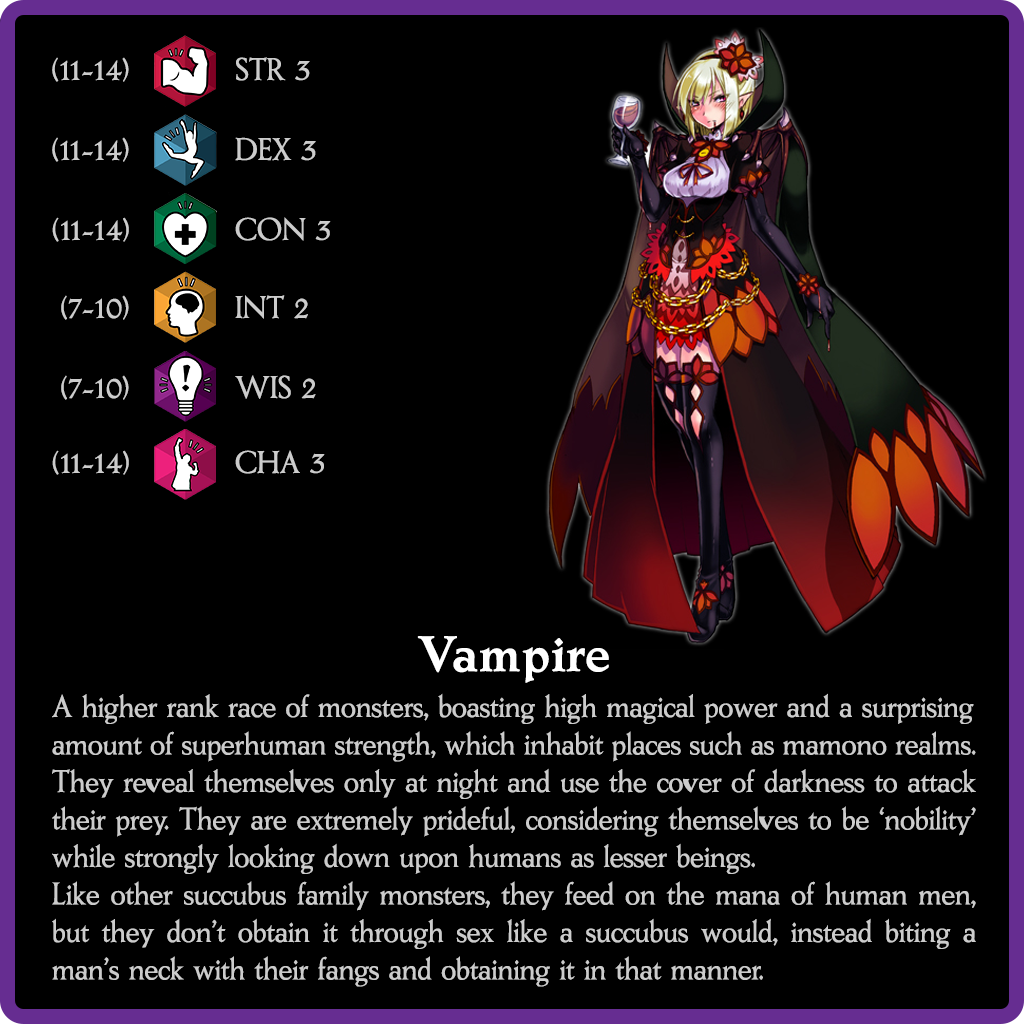 (11-14) STR 3
(11-14) DEX 3
(11-14) CON 3
(7-10) INT 2
(7-10) WIS 2
(11-14) CHA 3
Vampire
A higher rank race of monsters, boasting high magical power and a surprising
amount of superhuman strength, which inhabit places such as mamono realms.
They reveal themselves only at night and use the cover of darkness to attack
their prey. They are extremely prideful, considering themselves to be ‘nobility’
while strongly looking down upon humans as lesser beings.
Like other succubus family monsters, they feed on the mana of human men,
but they don’t obtain it through sex like a succubus would, instead biting a
man’s neck with their fangs and obtaining it in that manner.